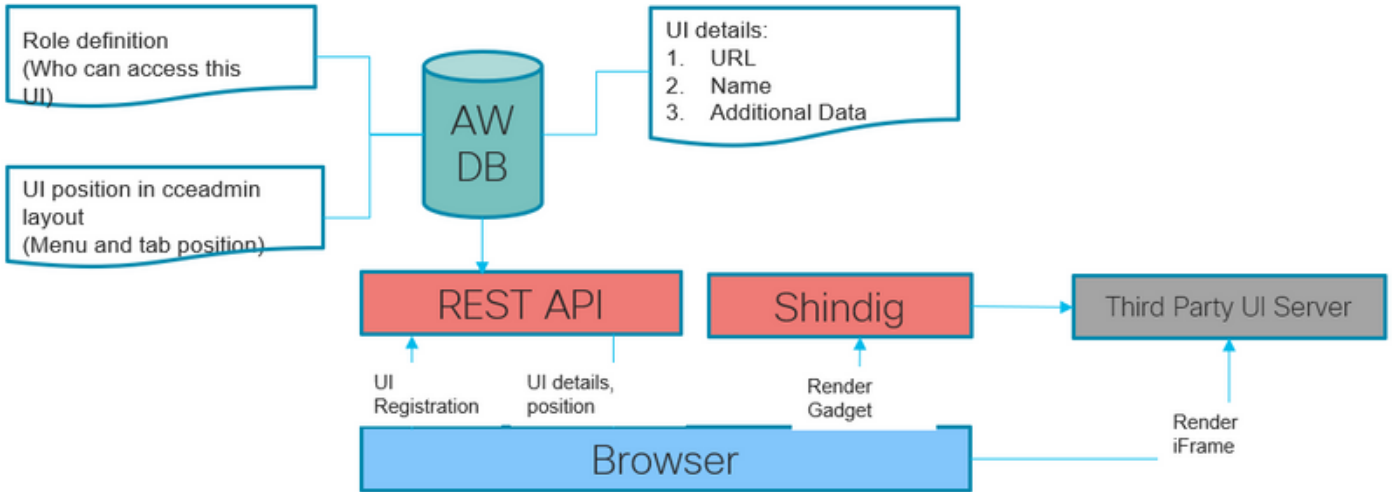 Role definition
(Who can access this
UI)
UI position in cceadmin
layout
(Menu and tab position)
AW
DB
UI details:
1. URL
2. Name
3. Additional Data
REST API
Shindig
Third Party UI Server
UI
Registration
UI details,
position
Render
Gadget
Render
iFrame
Browser